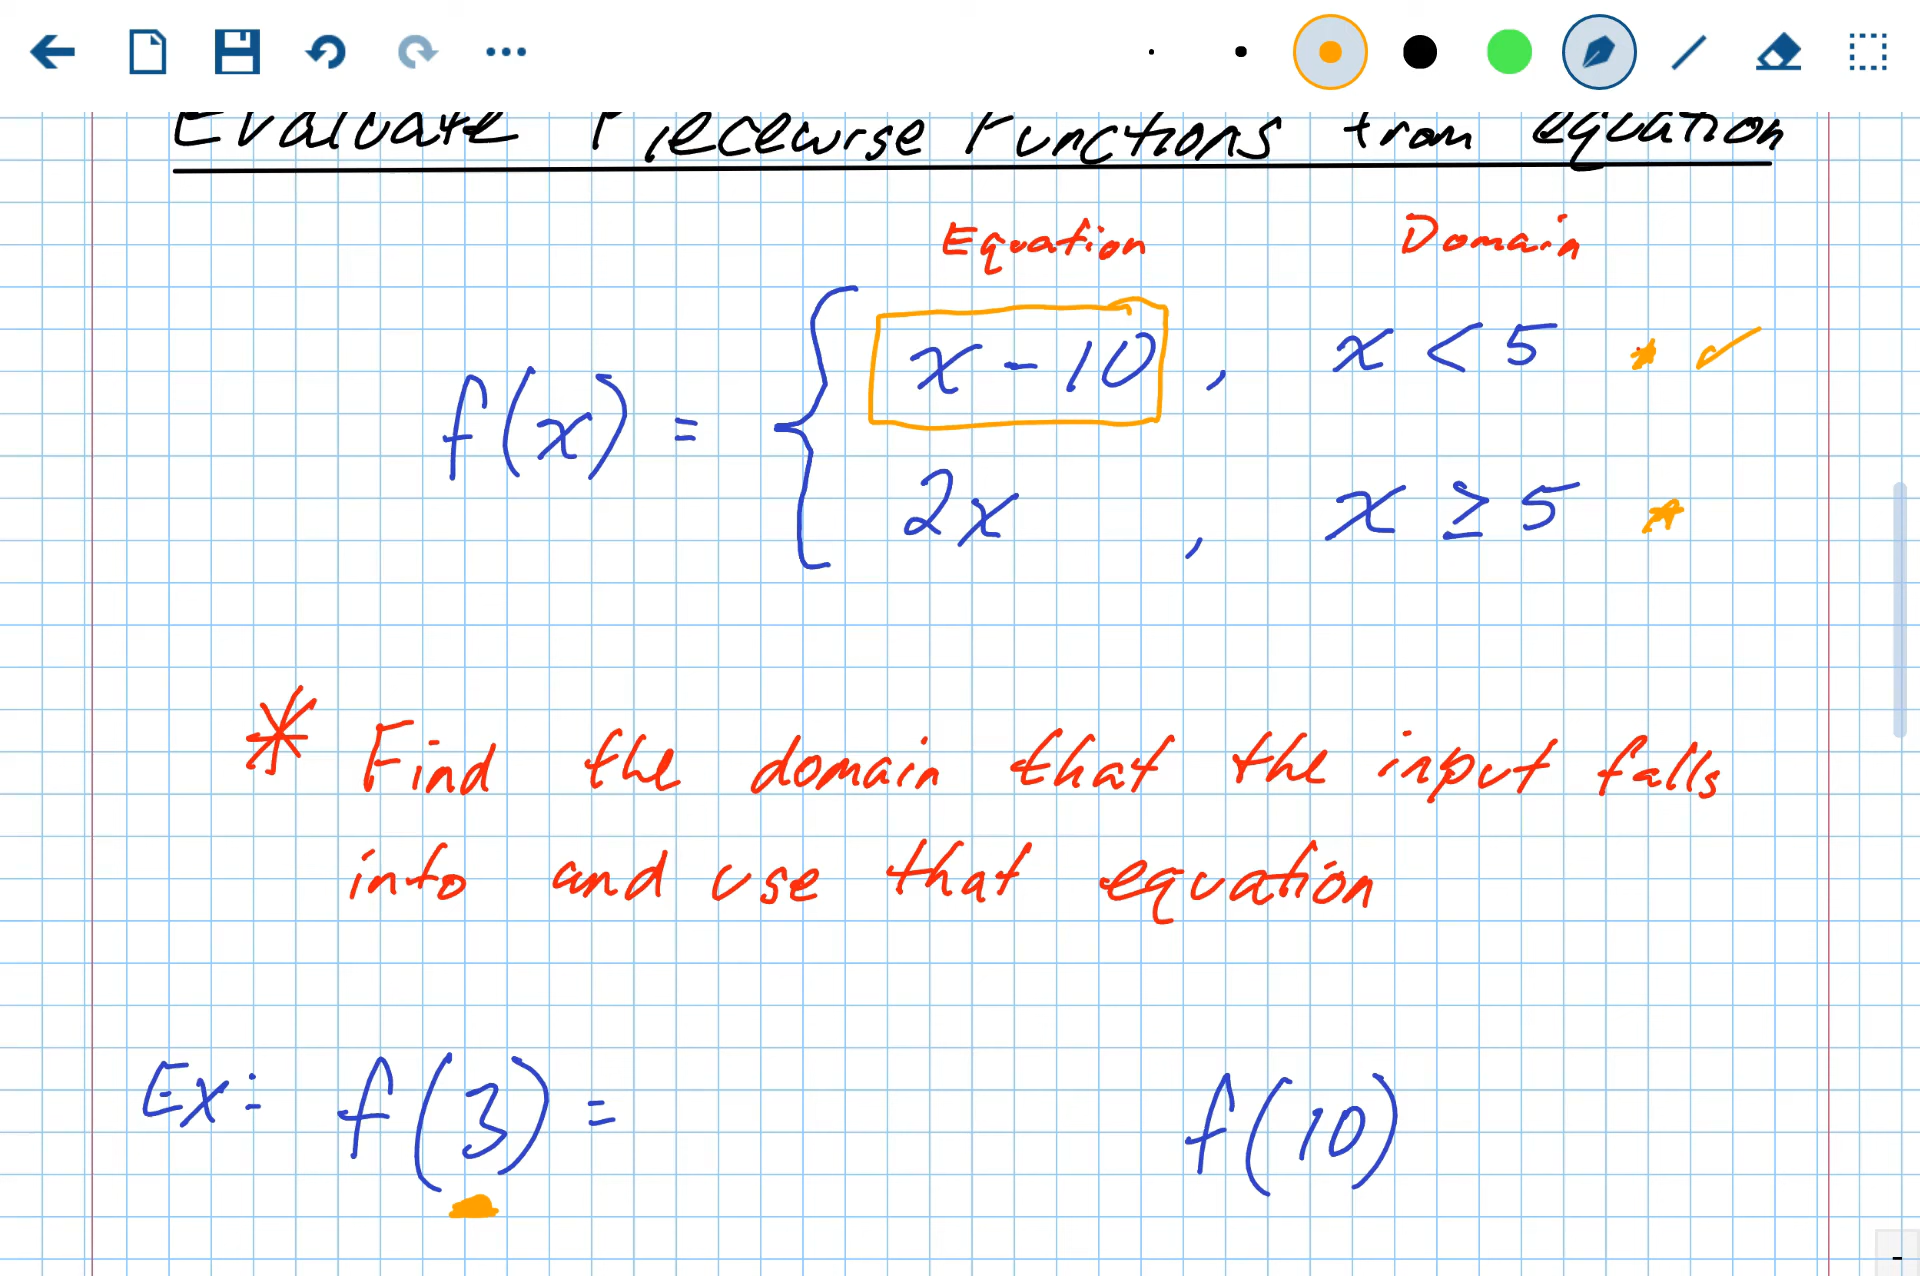 Evaluate Piecewise Functions from equation
Equation Domain
f(x) = { x - 10 , x < 5
2x , x ≥ 5
* Find the domain that the input falls
into and use that equation
Ex: f(3) = f(10)